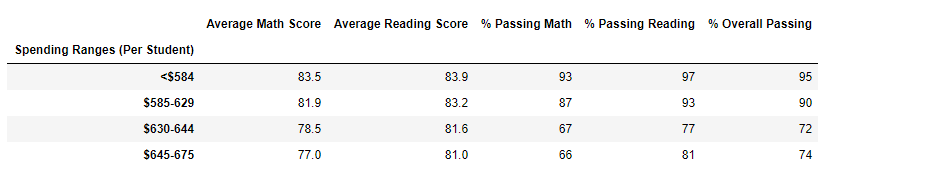 Average Math Score Average Reading Score % Passing Math % Passing Reading % Overall Passing
Spending Ranges (Per Student)
<$584 83.5 83.9 93 97 95
$585-629 81.9 83.2 87 93 90
$630-644 78.5 81.6 67 77 72
$645-675 77.0 81.0 66 81 74